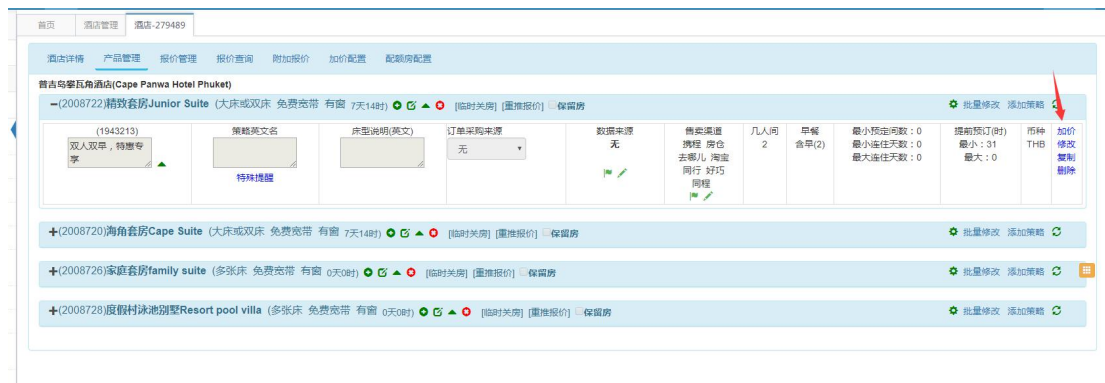 首页 酒店管理 酒店-279489
酒店详情 产品管理 报价管理 报价查询 附加报价 加价配置 配额房配置
普吉岛攀瓦角酒店(Cape Panwa Hotel Phuket)
(2008722)精致套房Junior Suite (大床或双床 免费宽带 有窗 7天14时) [临时关房] [重推报价] 保留房 批量修改 添加策略
(1943213) 策略英文名 床型说明(英文) 订单采购来源 数据来源 售卖渠道 几人间 早餐 最小预定间数：0 提前预订(时) 币种 加价
双人双早，特惠专 无 无 携程 房仓 2 含早(2) 最小连住天数：0 最小：31 THB 修改
享 去哪儿 淘宝 最大连住天数：0 最大：0 复制
特殊提醒 同行 好巧 删除
同程
(2008720)海角套房Cape Suite (大床或双床 免费宽带 有窗 7天14时) [临时关房] [重推报价] 保留房 批量修改 添加策略
(2008726)家庭套房family suite (多张床 免费宽带 有窗 0天0时) [临时关房] [重推报价] 保留房 批量修改 添加策略
(2008728)度假村泳池别墅Resort pool villa (多张床 免费宽带 有窗 0天0时) [临时关房] [重推报价] 保留房 批量修改 添加策略